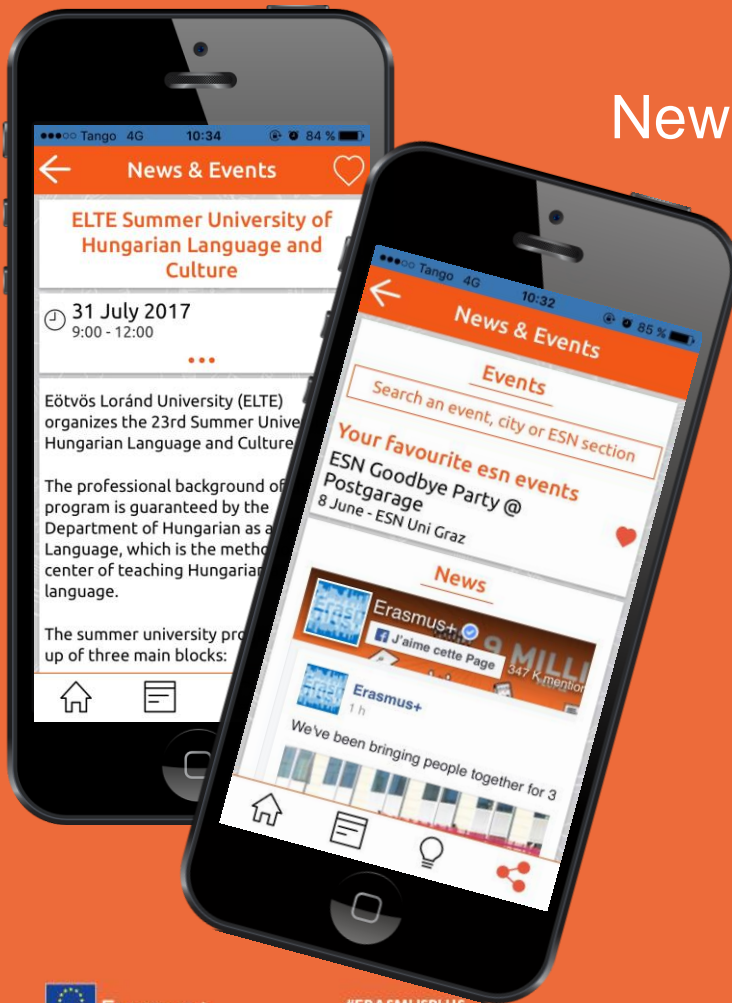 New
●●●○○ Tango 4G 10:34 84 %
News & Events
ELTE Summer University of
Hungarian Language and
Culture
31 July 2017
9:00 - 12:00
Eötvös Loránd University (ELTE)
organizes the 23rd Summer Unive
Hungarian Language and Culture
The professional background of
program is guaranteed by the
Department of Hungarian as a
Language, which is the metho
center of teaching Hungarian
language.
The summer university pro
up of three main blocks:
●●●○○ Tango 4G 10:32 85 %
News & Events
Events
Search an event, city or ESN section
Your favourite esn events
ESN Goodbye Party @
Postgarage
8 June - ESN Uni Graz
News
Erasmus+
9 MILLI
J'aime cette Page
347 K mention
Erasmus+
1 h
We've been bringing people together for 3
#ERASMUSPLUS